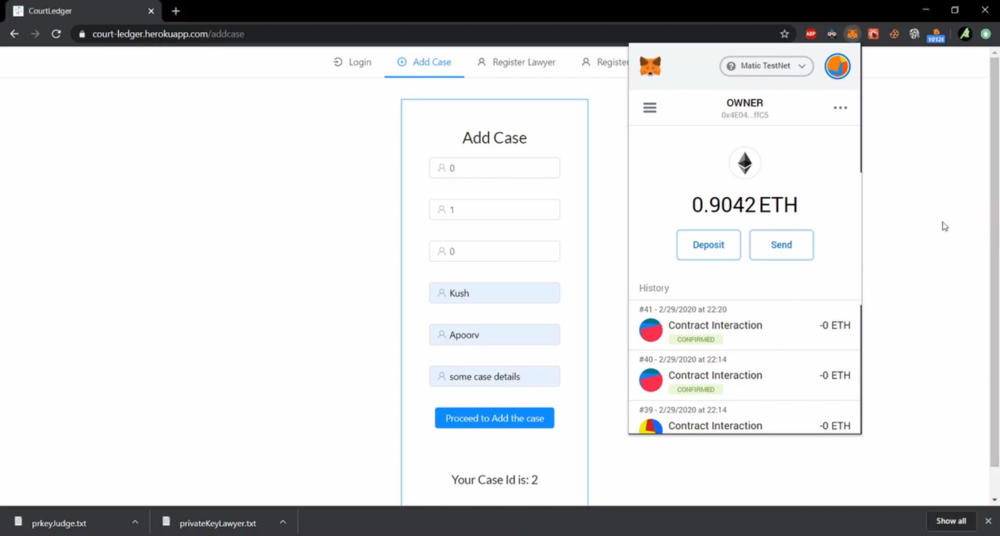 CourtLedger
court-ledger.herokuapp.com/addcase
ABP
1012€
Login
Add Case
Register Lawyer
Register
Matic TestNet
OWNER
0x4E04...ffC5
Add Case
0
1
0
Kush
Apoorv
some case details
Proceed to Add the case
Your Case Id is: 2
0.9042 ETH
Deposit
Send
History
#41 - 2/29/2020 at 22:20
Contract Interaction
-0 ETH
CONFIRMED
#40 - 2/29/2020 at 22:14
Contract Interaction
-0 ETH
CONFIRMED
#39 - 2/29/2020 at 22:14
Contract Interaction
-0 ETH
prkeyJudge.txt
privateKeyLawyer.txt
Show all